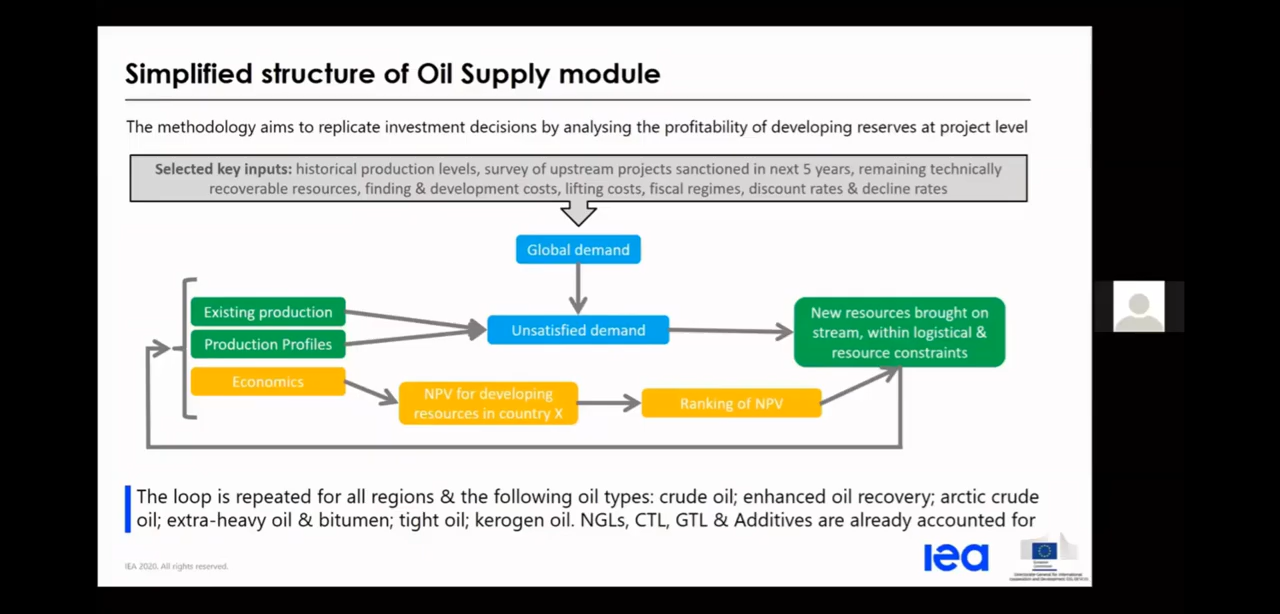 Simplified structure of Oil Supply module
The methodology aims to replicate investment decisions by analysing the profitability of developing reserves at project level
Selected key inputs: historical production levels, survey of upstream projects sanctioned in next 5 years, remaining technically
recoverable resources, finding & development costs, lifting costs, fiscal regimes, discount rates & decline rates
Global demand
Existing production
Production Profiles
Economics
Unsatisfied demand
NPV for developing
resources in country X
Ranking of NPV
New resources brought on
stream, within logistical &
resource constraints
The loop is repeated for all regions & the following oil types: crude oil; enhanced oil recovery; arctic crude
oil; extra-heavy oil & bitumen; tight oil; kerogen oil. NGLs, CTL, GTL & Additives are already accounted for
IEA 2020. All rights reserved.
iea